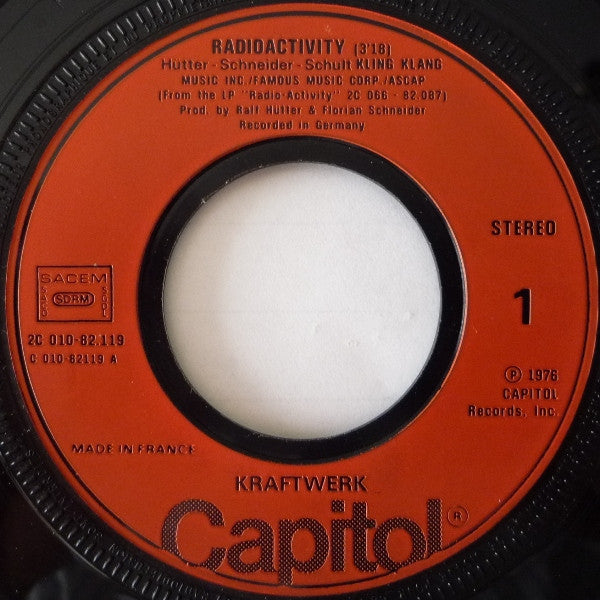 RADIOACTIVITY (3'18)
Hütter - Schneider - Schult KLING KLANG
MUSIC INC./FAMOUS MUSIC CORP./ASCAP
(From the LP "Radio-Activity" 2C 066 - 82.087)
Prod. by Ralf Hütter & Florian Schneider
Recorded in Germany
STEREO
SACEM
SACD
SDRM
SGDL
1
2C 010-82.119
C 010-82119 A
℗ 1976
CAPITOL
Records, Inc.
MADE IN FRANCE
KRAFTWERK
Capitol®